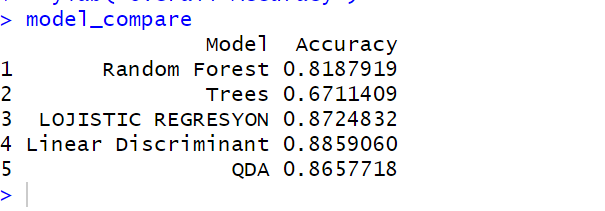 > model_compare
Model Accuracy
1 Random Forest 0.8187919
2 Trees 0.6711409
3 LOJISTIC REGRESYON 0.8724832
4 Linear Discriminant 0.8859060
5 QDA 0.8657718
>